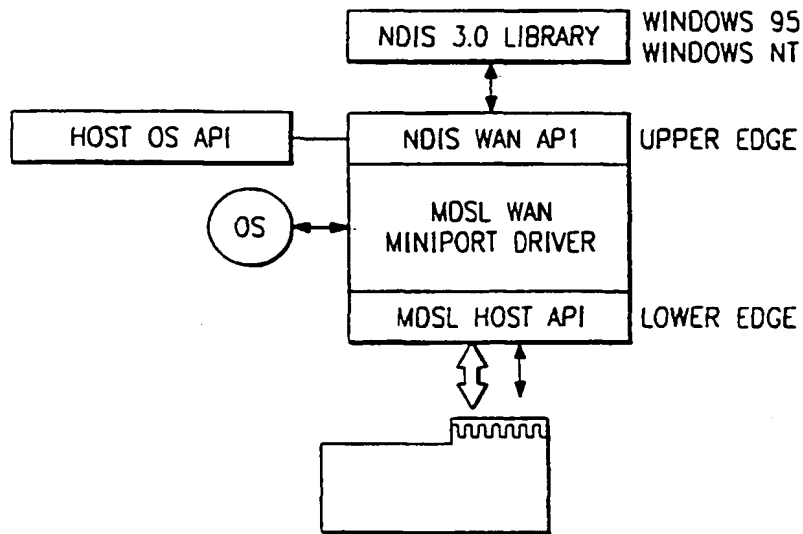 NDIS 3.0 LIBRARY
WINDOWS 95
WINDOWS NT
HOST OS API
NDIS WAN AP1
UPPER EDGE
OS
MDSL WAN
MINIPORT DRIVER
MDSL HOST API
LOWER EDGE